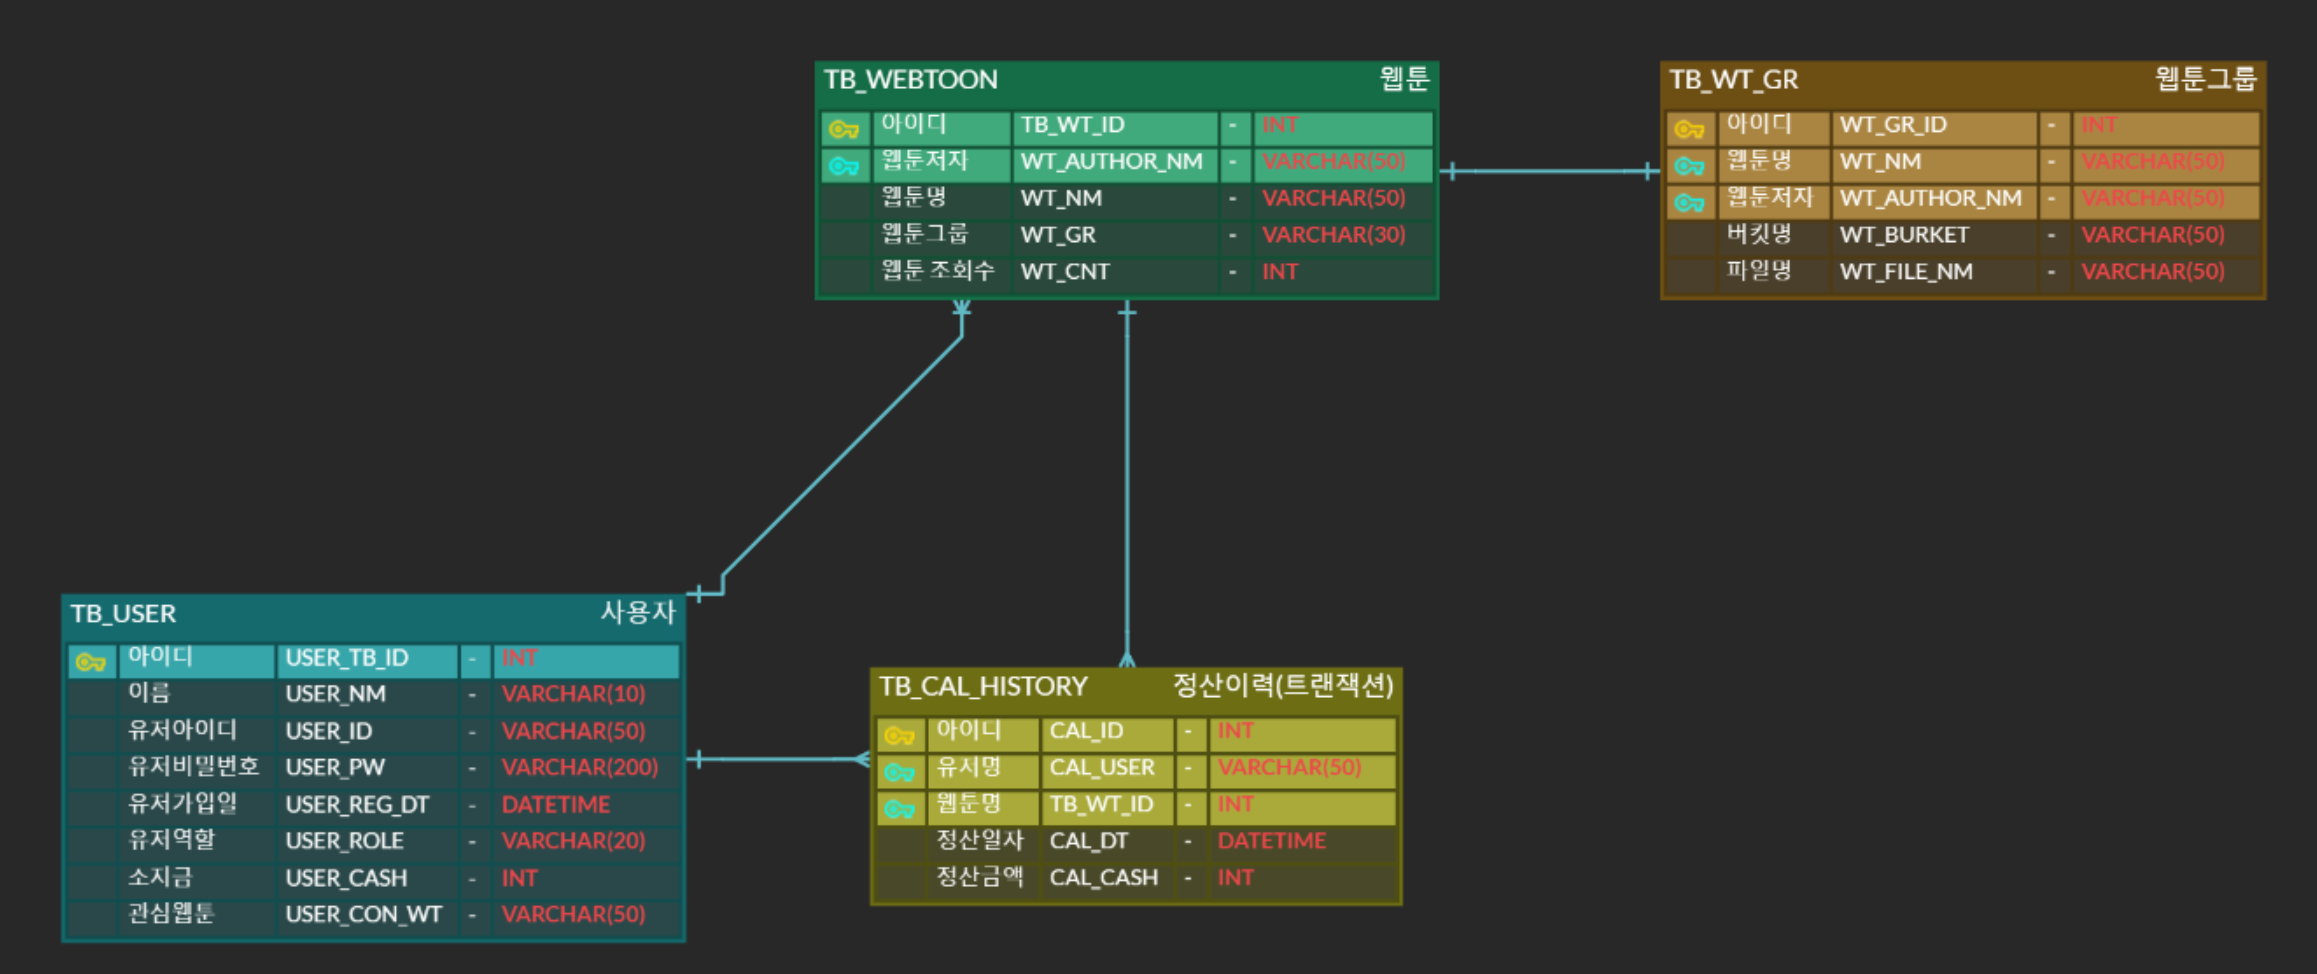 TB_WEBTOON 웹툰
아이디 TB_WT_ID - INT
웹툰저자 WT_AUTHOR_NM - VARCHAR(50)
웹툰명 WT_NM - VARCHAR(50)
웹툰그룹 WT_GR - VARCHAR(30)
웹툰 조회수 WT_CNT - INT
TB_WT_GR 웹툰그룹
아이디 WT_GR_ID - INT
웹툰명 WT_NM - VARCHAR(50)
웹툰저자 WT_AUTHOR_NM - VARCHAR(50)
버킷명 WT_BURKET - VARCHAR(50)
파일명 WT_FILE_NM - VARCHAR(50)
TB_USER 사용자
아이디 USER_TB_ID - INT
이름 USER_NM - VARCHAR(10)
유저아이디 USER_ID - VARCHAR(50)
유저비밀번호 USER_PW - VARCHAR(200)
유저가입일 USER_REG_DT - DATETIME
유저역할 USER_ROLE - VARCHAR(20)
소지금 USER_CASH - INT
관심웹툰 USER_CON_WT - VARCHAR(50)
TB_CAL_HISTORY 정산이력(트랜잭션)
아이디 CAL_ID - INT
유저명 CAL_USER - VARCHAR(50)
웹툰명 TB_WT_ID - INT
정산일자 CAL_DT - DATETIME
정산금액 CAL_CASH - INT